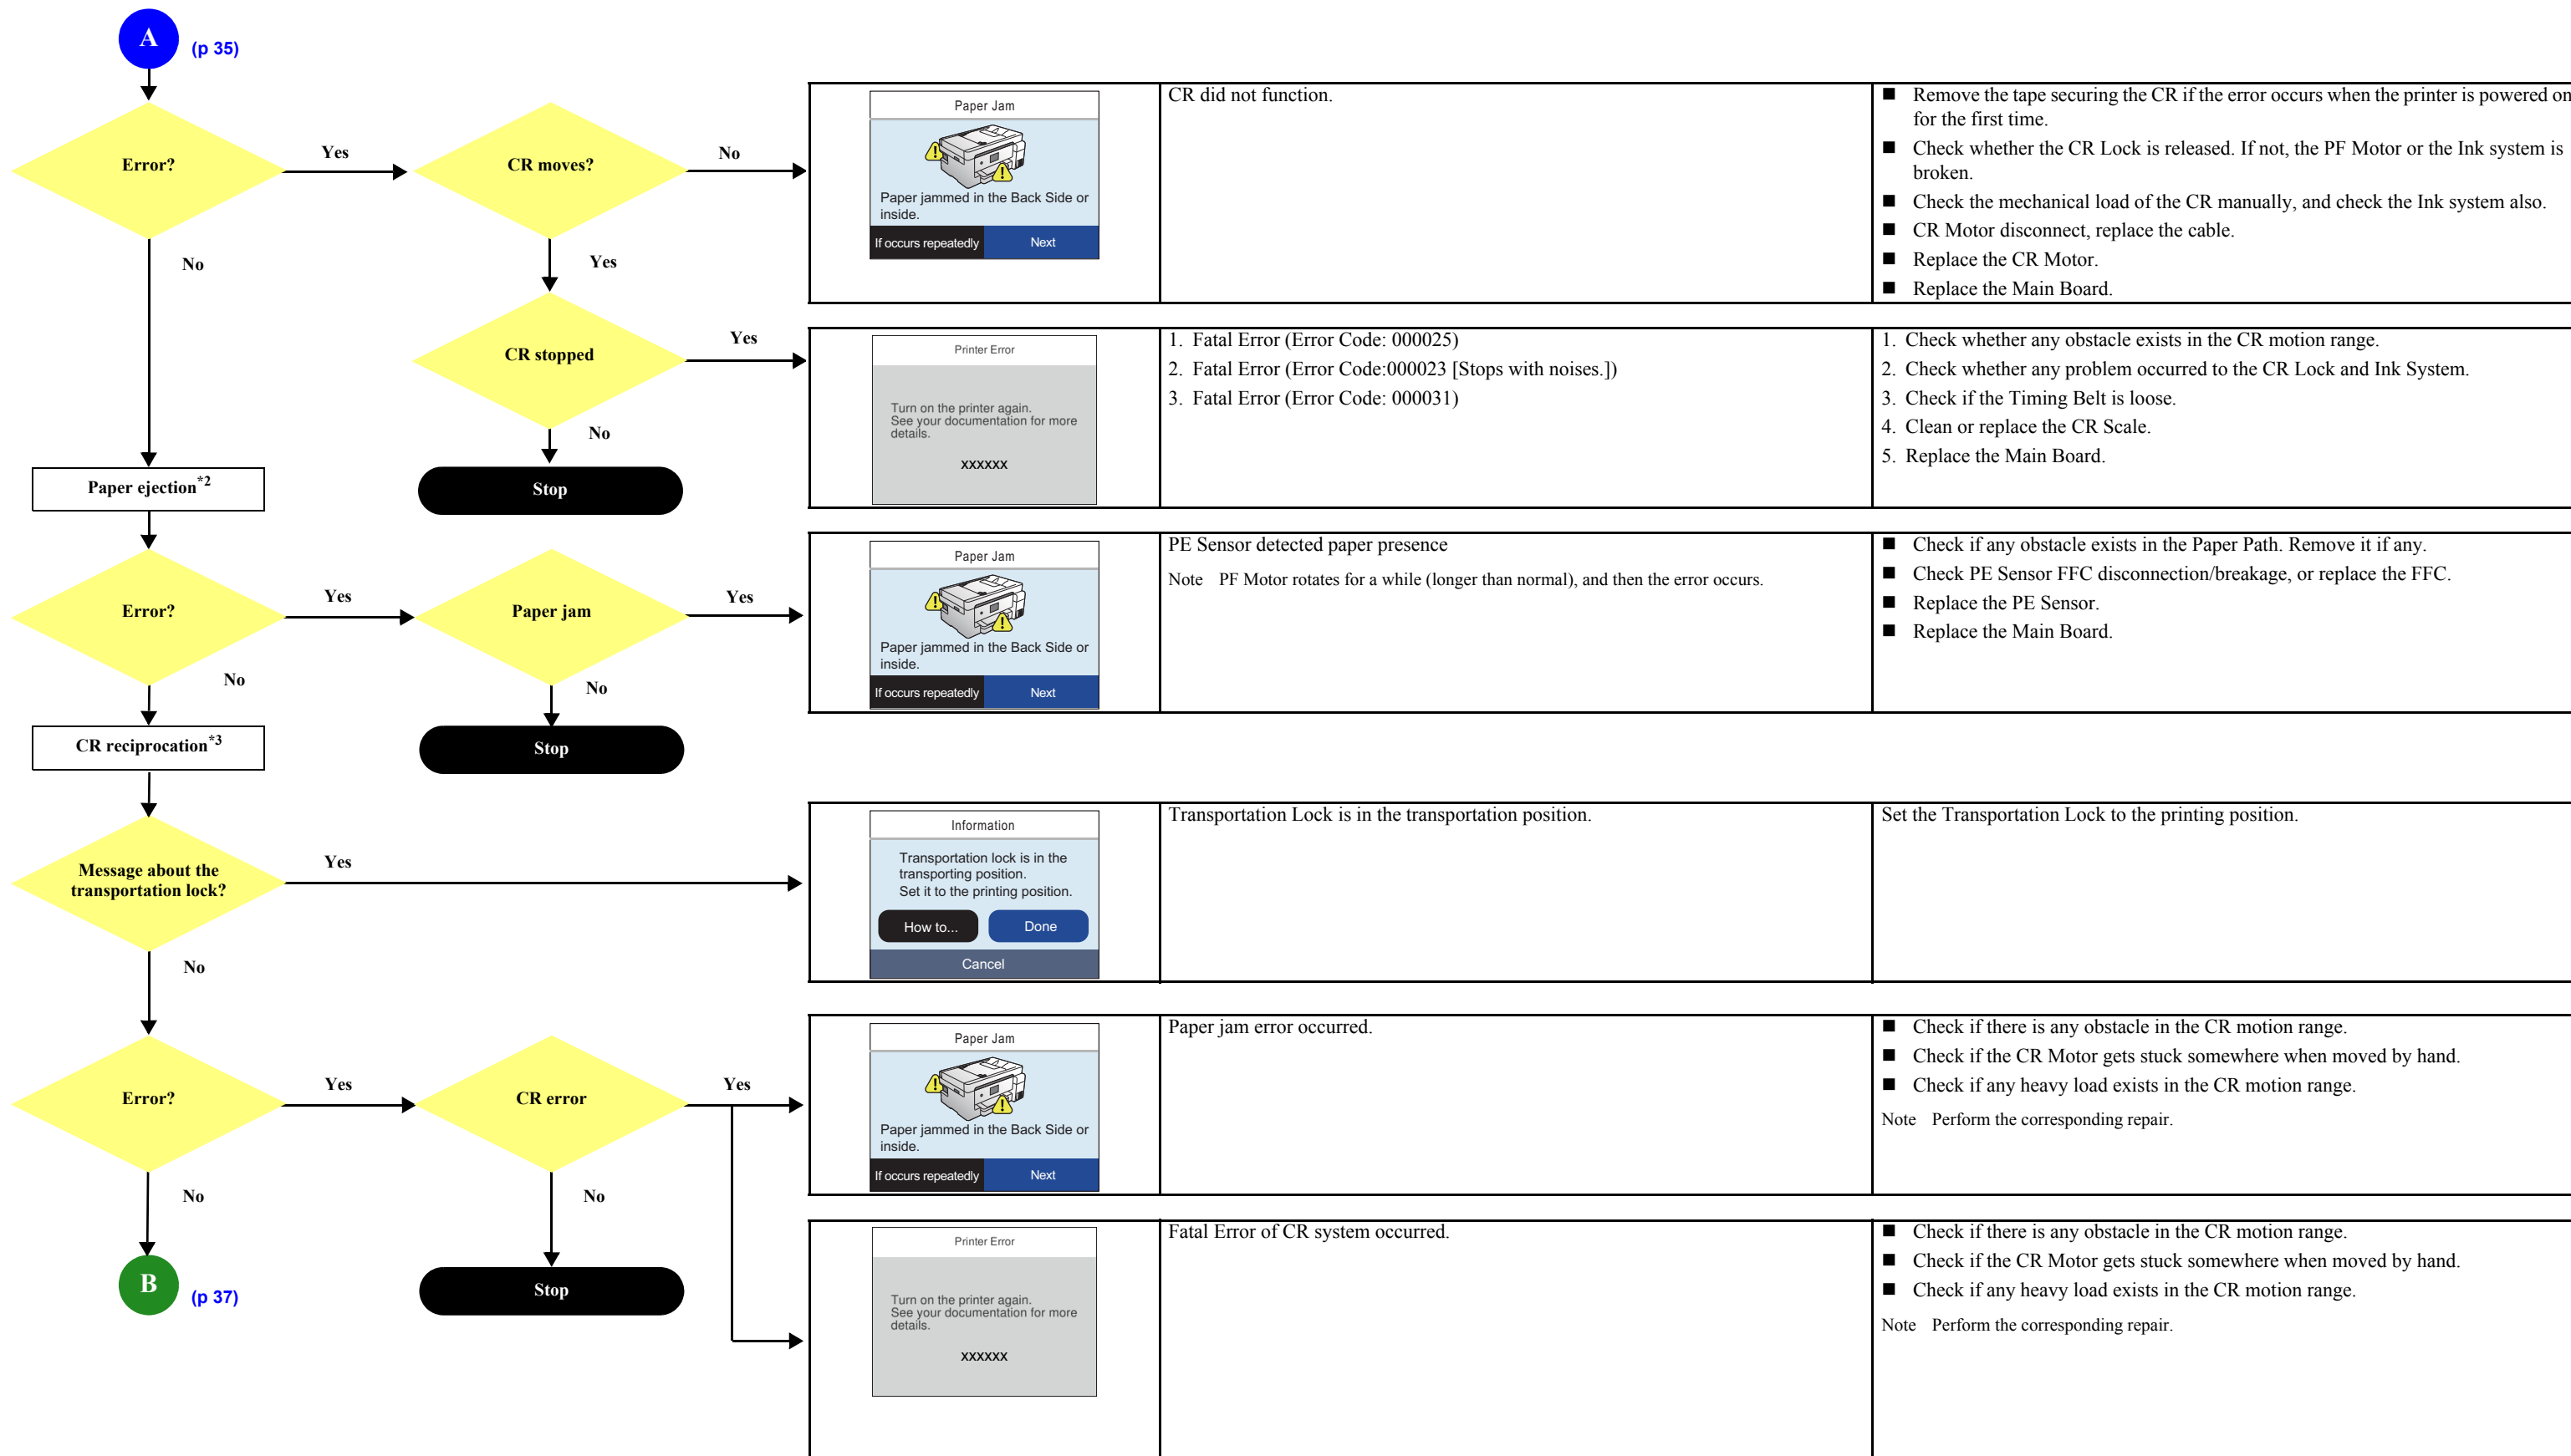 A
(p 35)
Error?
Yes
No
CR moves?
No
Yes
Paper Jam
Paper jammed in the Back Side or
inside.
If occurs repeatedly
Next
CR did not function.
■ Remove the tape securing the CR if the error occurs when the printer is powered on
for the first time.
■ Check whether the CR Lock is released. If not, the PF Motor or the Ink system is
broken.
■ Check the mechanical load of the CR manually, and check the Ink system also.
■ CR Motor disconnect, replace the cable.
■ Replace the CR Motor.
■ Replace the Main Board.
CR stopped
Yes
No
Stop
Printer Error
Turn on the printer again.
See your documentation for more
details.
XXXXXX
1. Fatal Error (Error Code: 000025)
2. Fatal Error (Error Code:000023 [Stops with noises.])
3. Fatal Error (Error Code: 000031)
1. Check whether any obstacle exists in the CR motion range.
2. Check whether any problem occurred to the CR Lock and Ink System.
3. Check if the Timing Belt is loose.
4. Clean or replace the CR Scale.
5. Replace the Main Board.
Paper ejection*2
Error?
Yes
No
Paper jam
Yes
No
Stop
Paper Jam
Paper jammed in the Back Side or
inside.
If occurs repeatedly
Next
PE Sensor detected paper presence
Note PF Motor rotates for a while (longer than normal), and then the error occurs.
■ Check if any obstacle exists in the Paper Path. Remove it if any.
■ Check PE Sensor FFC disconnection/breakage, or replace the FFC.
■ Replace the PE Sensor.
■ Replace the Main Board.
CR reciprocation*3
Message about the
transportation lock?
Yes
No
Information
Transportation lock is in the
transporting position.
Set it to the printing position.
How to...
Done
Cancel
Transportation Lock is in the transportation position.
Set the Transportation Lock to the printing position.
Error?
Yes
No
CR error
Yes
No
Stop
Paper Jam
Paper jammed in the Back Side or
inside.
If occurs repeatedly
Next
Paper jam error occurred.
■ Check if there is any obstacle in the CR motion range.
■ Check if the CR Motor gets stuck somewhere when moved by hand.
■ Check if any heavy load exists in the CR motion range.
Note Perform the corresponding repair.
B
(p 37)
Printer Error
Turn on the printer again.
See your documentation for more
details.
XXXXXX
Fatal Error of CR system occurred.
■ Check if there is any obstacle in the CR motion range.
■ Check if the CR Motor gets stuck somewhere when moved by hand.
■ Check if any heavy load exists in the CR motion range.
Note Perform the corresponding repair.